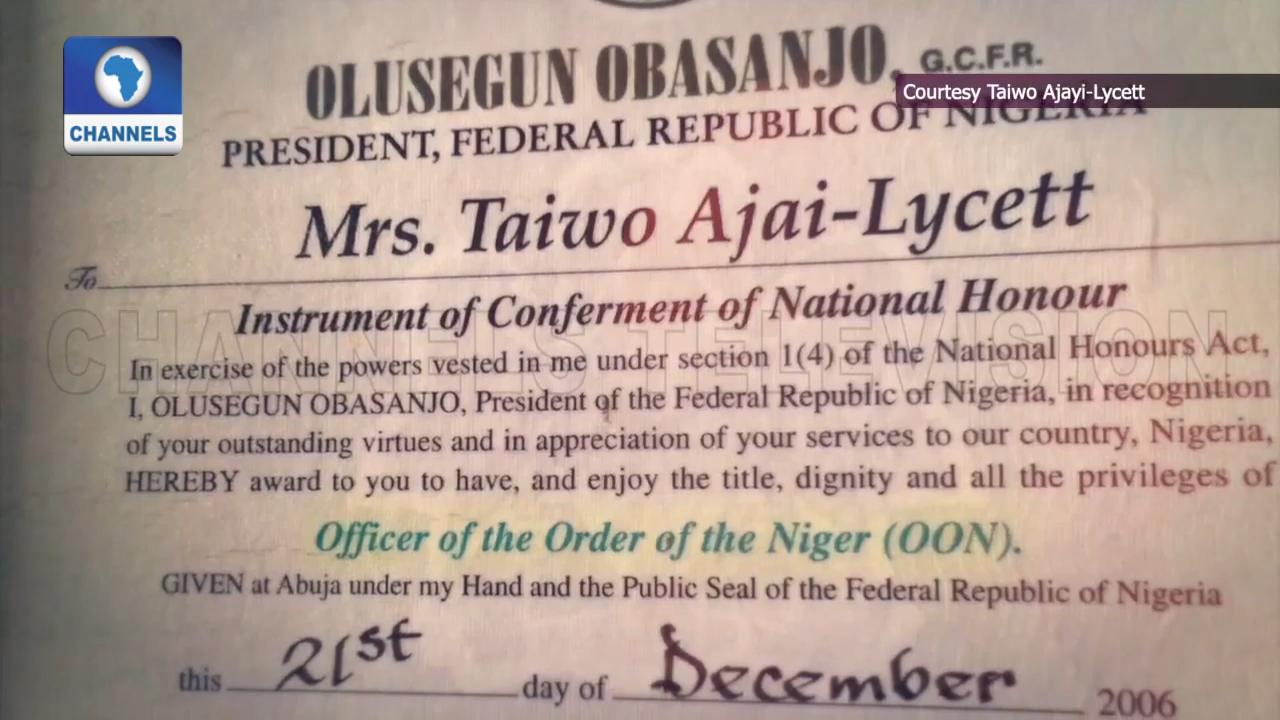 CHANNELS
OLUSEGUN OBASANJO, G.C.F.R.
Courtesy Taiwo Ajayi-Lycett
PRESIDENT, FEDERAL REPUBLIC OF NIGERIA
Mrs. Taiwo Ajai-Lycett
To
Instrument of Conferment of National Honour
CHANNELS TELEVISION
In exercise of the powers vested in me under section 1(4) of the National Honours Act,
I, OLUSEGUN OBASANJO, President of the Federal Republic of Nigeria, in recognition
of your outstanding virtues and in appreciation of your services to our country, Nigeria,
HEREBY award to you to have, and enjoy the title, dignity and all the privileges of
Officer of the Order of the Niger (OON).
GIVEN at Abuja under my Hand and the Public Seal of the Federal Republic of Nigeria
this 21st day of December 2006